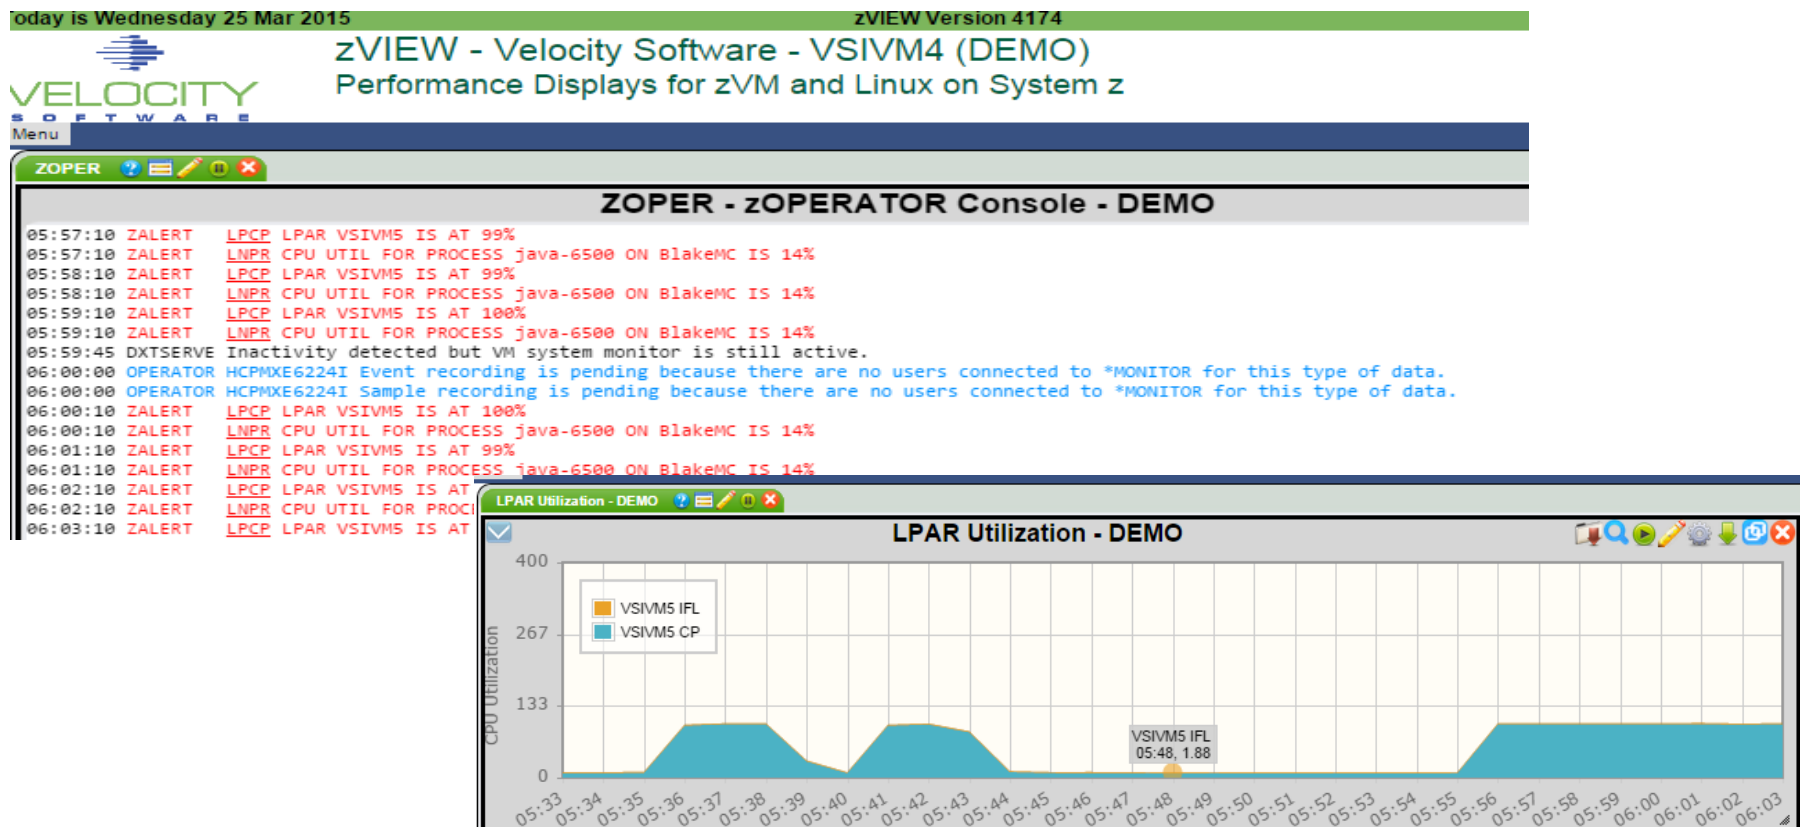 oday is Wednesday 25 Mar 2015
zVIEW Version 4174
VELOCITY
SOFTWARE
zVIEW - Velocity Software - VSIVM4 (DEMO)
Performance Displays for zVM and Linux on System z
Menu
ZOPER
ZOPER - zOPERATOR Console - DEMO
05:57:10 ZALERT LPCP LPAR VSIVM5 IS AT 99%
05:57:10 ZALERT LNPR CPU UTIL FOR PROCESS java-6500 ON BlakeMC IS 14%
05:58:10 ZALERT LPCP LPAR VSIVM5 IS AT 99%
05:58:10 ZALERT LNPR CPU UTIL FOR PROCESS java-6500 ON BlakeMC IS 14%
05:59:10 ZALERT LPCP LPAR VSIVM5 IS AT 100%
05:59:10 ZALERT LNPR CPU UTIL FOR PROCESS java-6500 ON BlakeMC IS 14%
05:59:45 DXTSERVE Inactivity detected but VM system monitor is still active.
06:00:00 OPERATOR HCPMXE6224I Event recording is pending because there are no users connected to *MONITOR for this type of data.
06:00:00 OPERATOR HCPMXE6224I Sample recording is pending because there are no users connected to *MONITOR for this type of data.
06:00:10 ZALERT LPCP LPAR VSIVM5 IS AT 100%
06:00:10 ZALERT LNPR CPU UTIL FOR PROCESS java-6500 ON BlakeMC IS 14%
06:01:10 ZALERT LPCP LPAR VSIVM5 IS AT 99%
06:01:10 ZALERT LNPR CPU UTIL FOR PROCESS java-6500 ON BlakeMC IS 14%
06:02:10 ZALERT LPCP LPAR VSIVM5 IS AT
06:02:10 ZALERT LNPR CPU UTIL FOR PROC
06:03:10 ZALERT LPCP LPAR VSIVM5 IS AT
LPAR Utilization - DEMO
LPAR Utilization - DEMO
400
267
133
0
CPU Utilization
VSIVM5 IFL
VSIVM5 CP
VSIVM5 IFL
05:48, 1.88
05:33 05:34 05:35 05:36 05:37 05:38 05:39 05:40 05:41 05:42 05:43 05:44 05:45 05:46 05:47 05:48 05:49 05:50 05:51 05:52 05:53 05:54 05:55 05:56 05:57 05:58 05:59 06:00 06:01 06:02 06:03